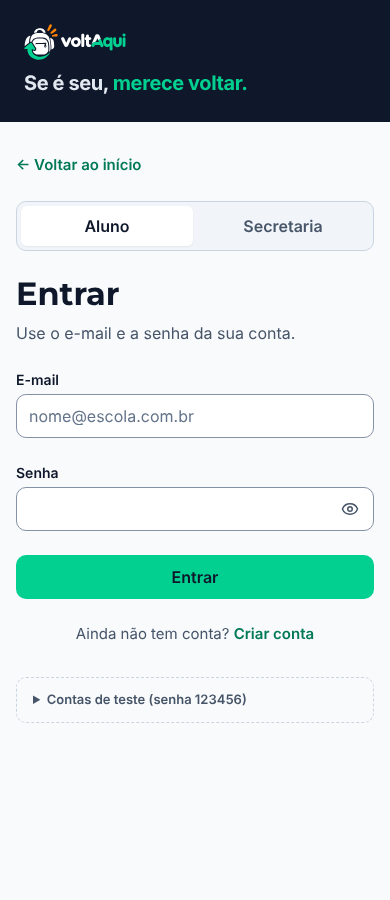 voltAqui
Se é seu, merece voltar.
← Voltar ao início
Aluno
Secretaria
Entrar
Use o e-mail e a senha da sua conta.
E-mail
nome@escola.com.br
Senha
Entrar
Ainda não tem conta? Criar conta
▶ Contas de teste (senha 123456)